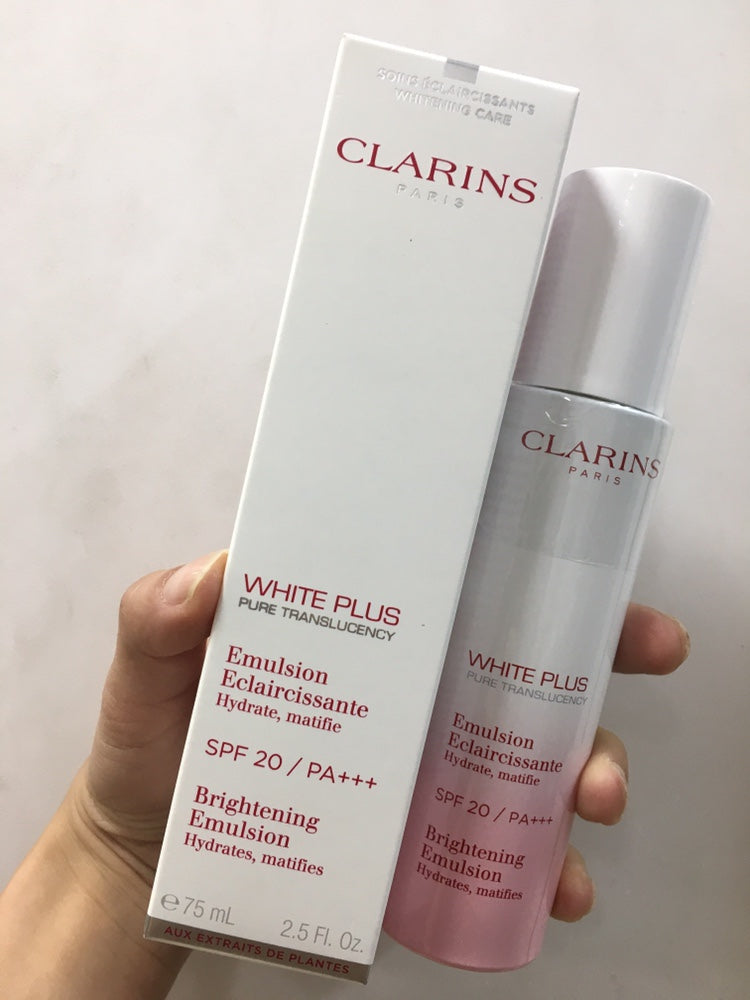 SOINS ÉCLAIRCISSANTS
WHITENING CARE
CLARINS
PARIS
WHITE PLUS
PURE TRANSLUCENCY
Emulsion
Eclaircissante
Hydrate, matifie
SPF 20 / PA+++
Brightening
Emulsion
Hydrates, matifies
e 75 mL 2.5 Fl. Oz.
AUX EXTRAITS DE PLANTES
CLARINS
PARIS
WHITE PLUS
PURE TRANSLUCENCY
Emulsion
Eclaircissante
Hydrate, matifie
SPF 20 / PA+++
Brightening
Emulsion
Hydrates, matifies